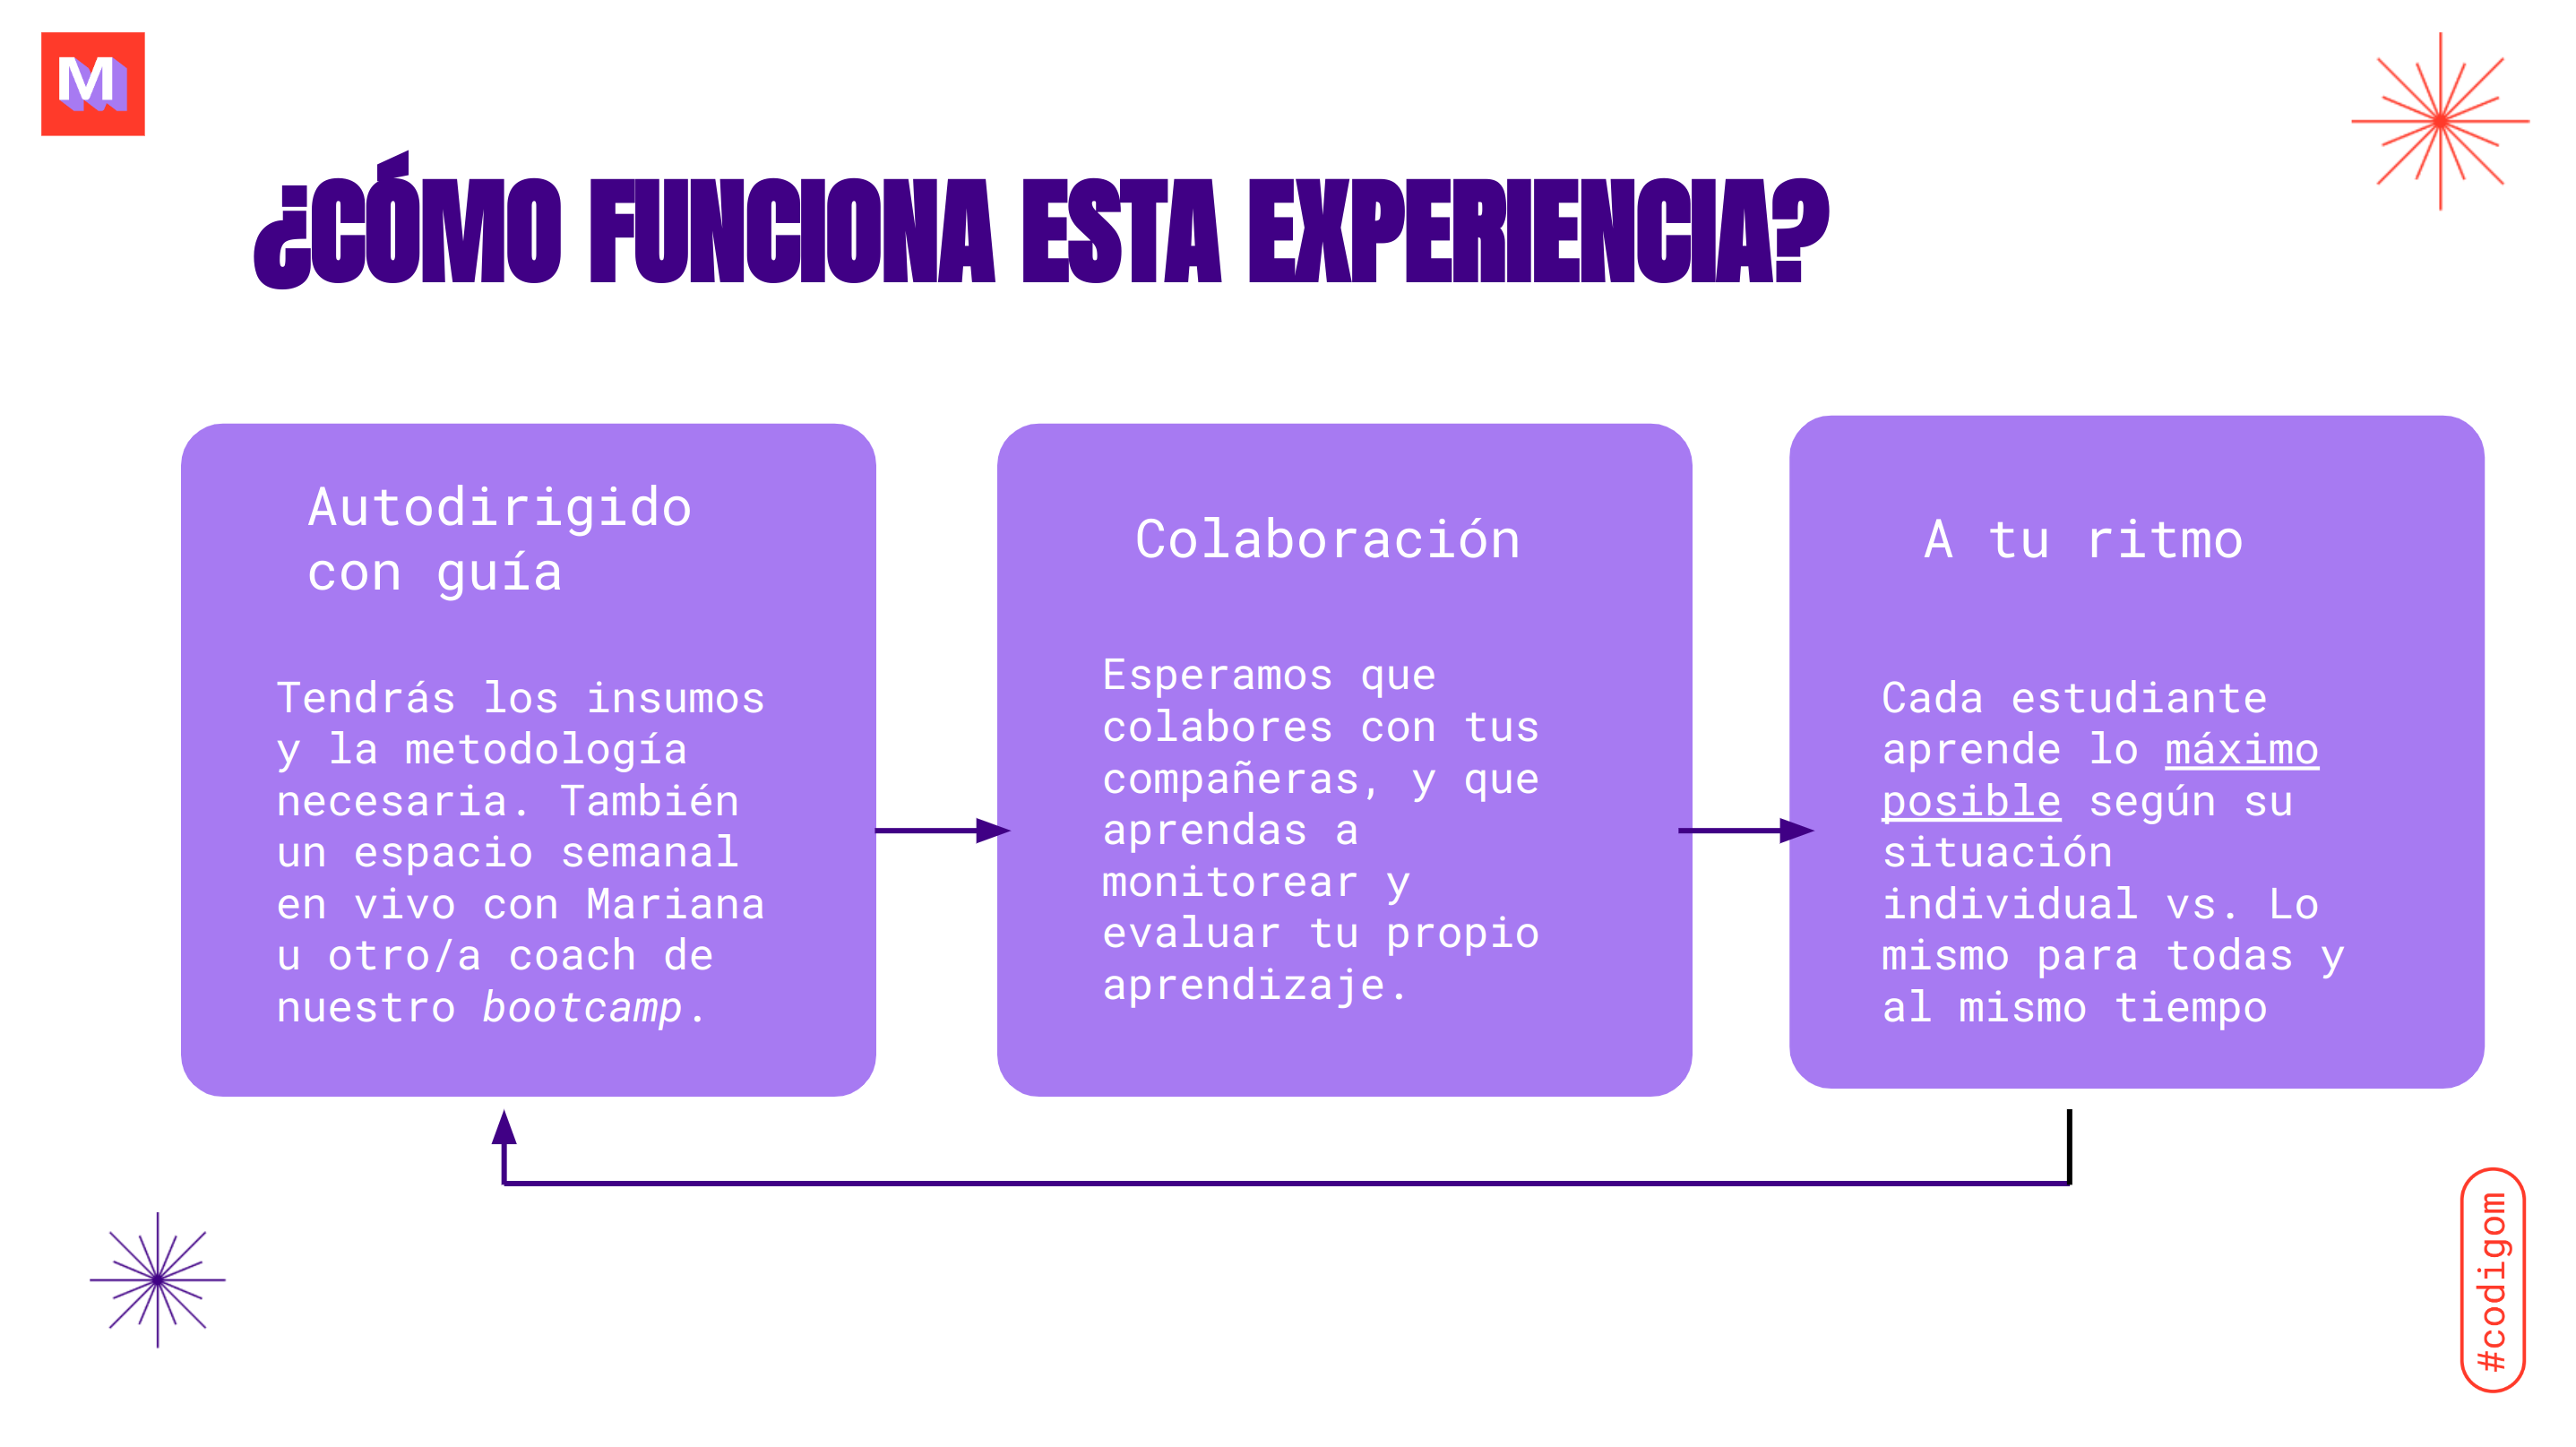 M
¿CÓMO FUNCIONA ESTA EXPERIENCIA?
Autodirigido
con guía
Tendrás los insumos
y la metodología
necesaria. También
un espacio semanal
en vivo con Mariana
u otro/a coach de
nuestro bootcamp.
Colaboración
Esperamos que
colabores con tus
compañeras, y que
aprendas a
monitorear y
evaluar tu propio
aprendizaje.
A tu ritmo
Cada estudiante
aprende lo máximo
posible según su
situación
individual vs. Lo
mismo para todas y
al mismo tiempo
#codigom